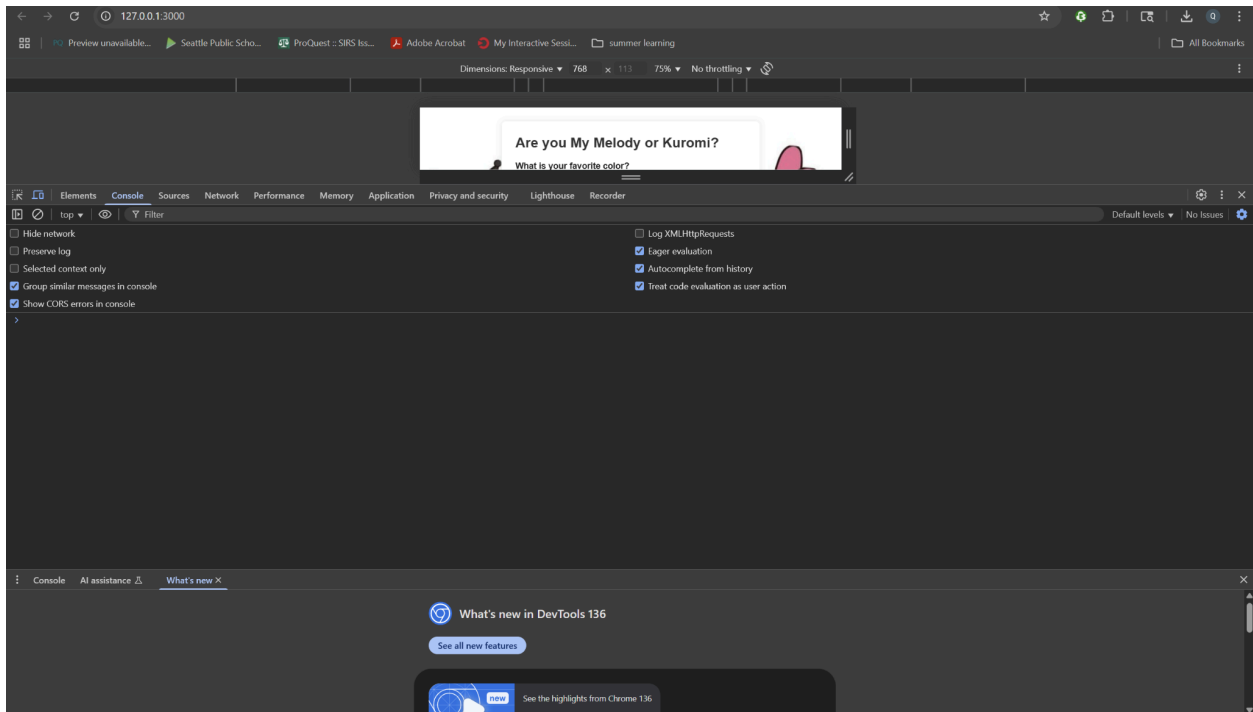 127.0.0.1:3000
Q
PQ Preview unavailable... Seattle Public Scho... ProQuest :: SIRS Iss... Adobe Acrobat My Interactive Sessi... summer learning All Bookmarks
Dimensions: Responsive 768 × 113 75% No throttling
Are you My Melody or Kuromi?
What is your favorite color?
Elements Console Sources Network Performance Memory Application Privacy and security Lighthouse Recorder
top Filter Default levels No Issues
Hide network Log XMLHttpRequests
Preserve log Eager evaluation
Selected context only Autocomplete from history
Group similar messages in console Treat code evaluation as user action
Show CORS errors in console
Console AI assistance What's new
What's new in DevTools 136
See all new features
new See the highlights from Chrome 136